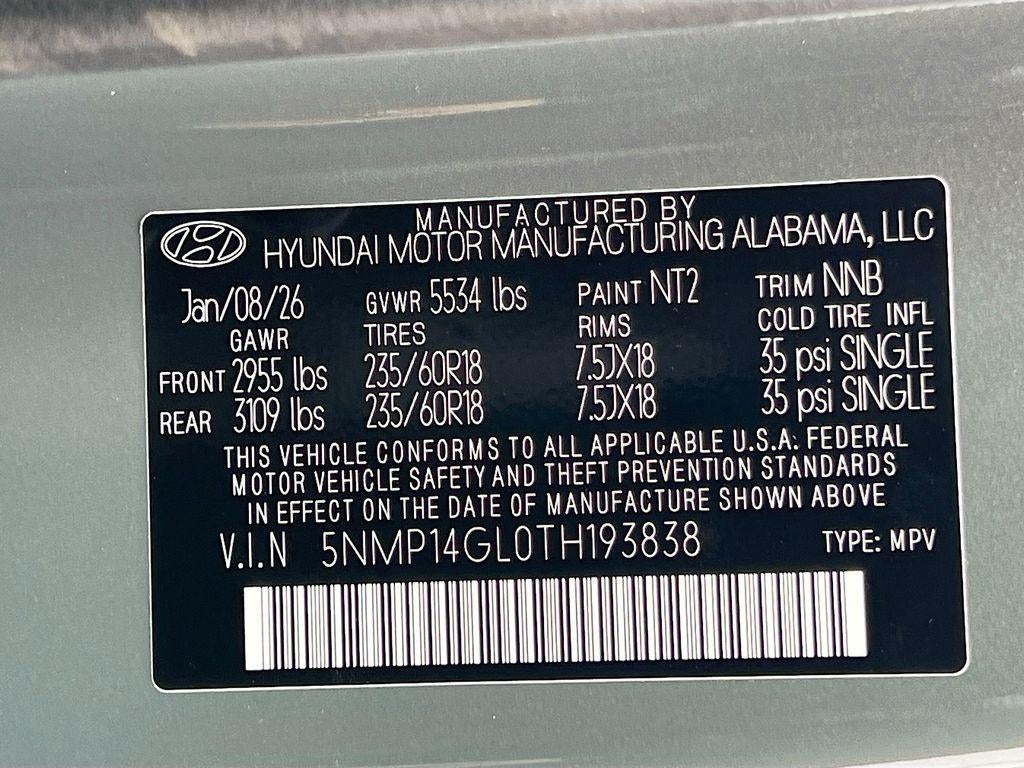 MANUFACTURED BY
HYUNDAI MOTOR MANUFACTURING ALABAMA, LLC
Jan/08/26 GVWR 5534 lbs PAINT NT2 TRIM NNB
GAWR TIRES RIMS COLD TIRE INFL
FRONT 2955 lbs 235/60R18 7.5JX18 35 psi SINGLE
REAR 3109 lbs 235/60R18 7.5JX18 35 psi SINGLE
THIS VEHICLE CONFORMS TO ALL APPLICABLE U.S.A: FEDERAL
MOTOR VEHICLE SAFETY AND THEFT PREVENTION STANDARDS
IN EFFECT ON THE DATE OF MANUFACTURE SHOWN ABOVE
V.I.N 5NMP14GL0TH193838 TYPE: MPV